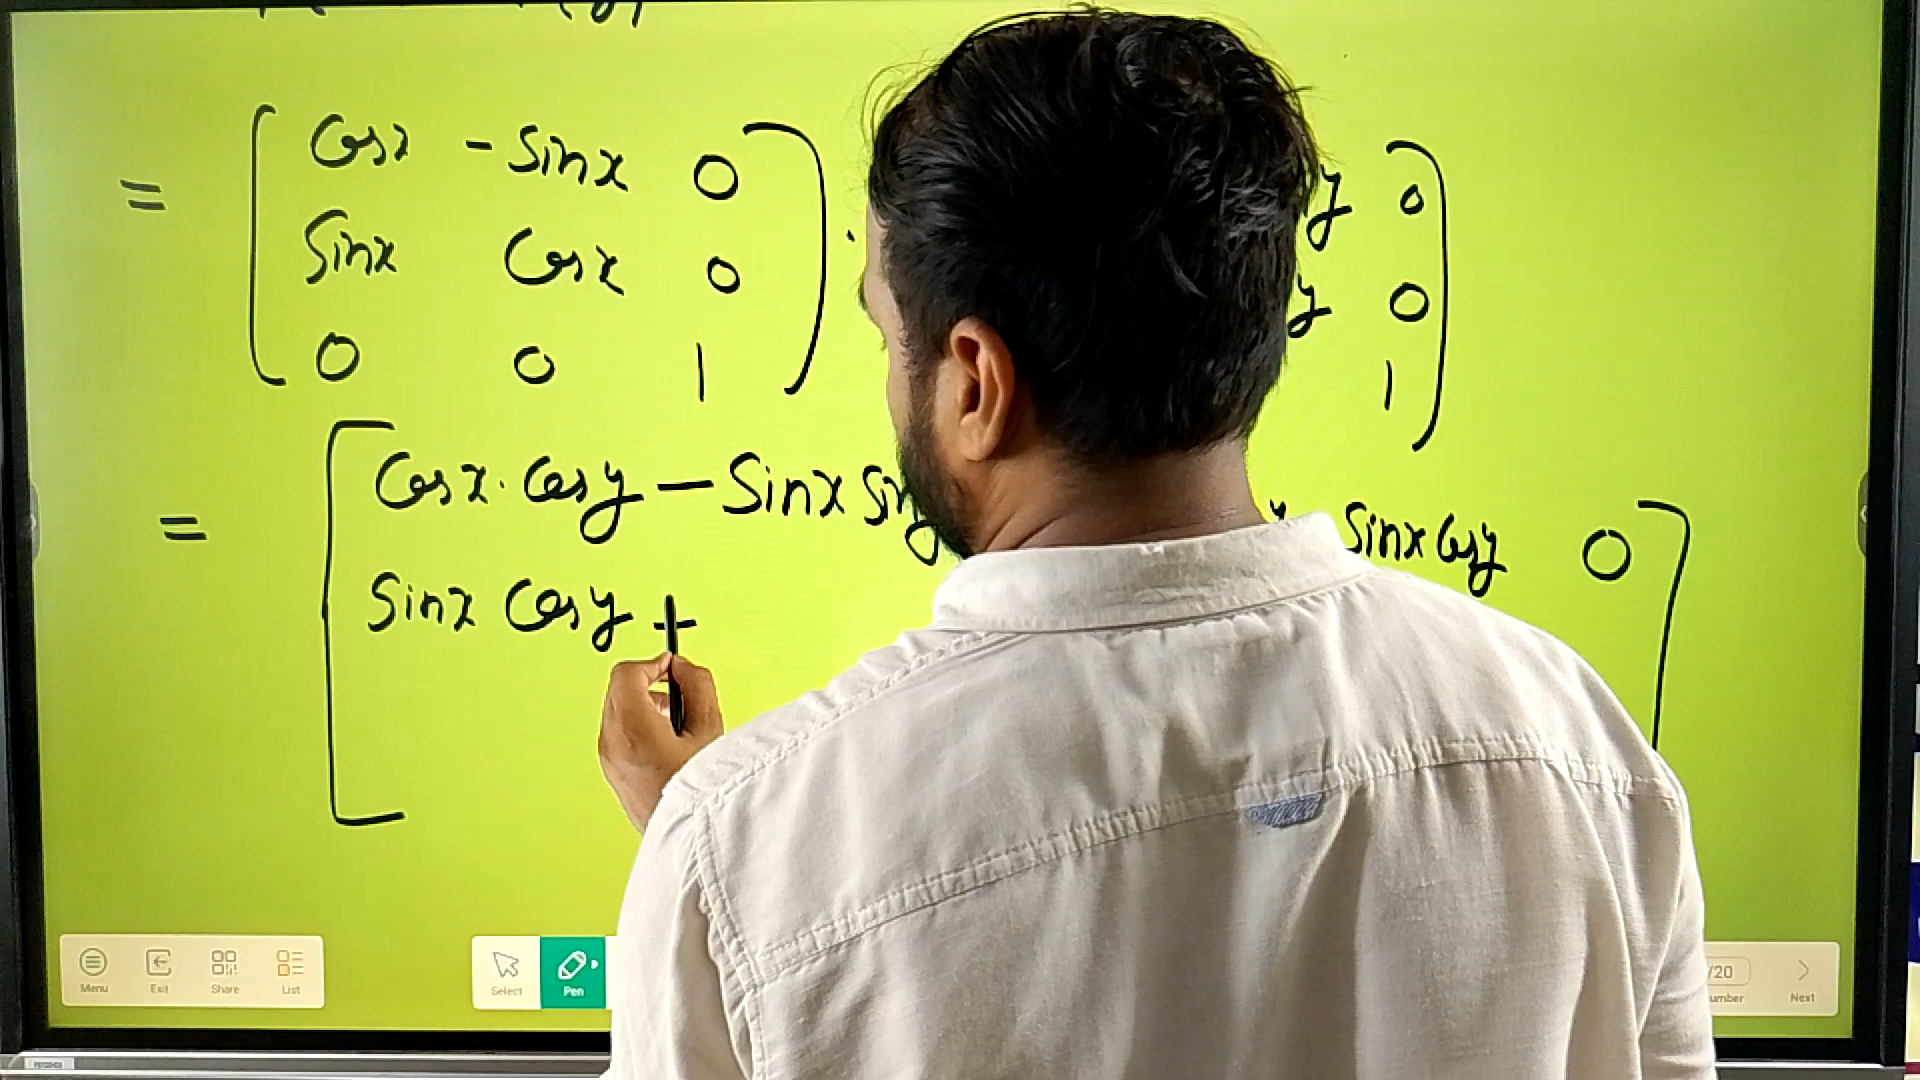 = [ Cosx - Sinx 0 ] . y 0 ]
Sinx Cosx 0 y 0
0 0 1 1
= [ Cosx . Cosy - Sinx Siny Sinx Cosy 0 ]
Sinx Cosy +
Menu Exit Share List Select Pen /20 Next